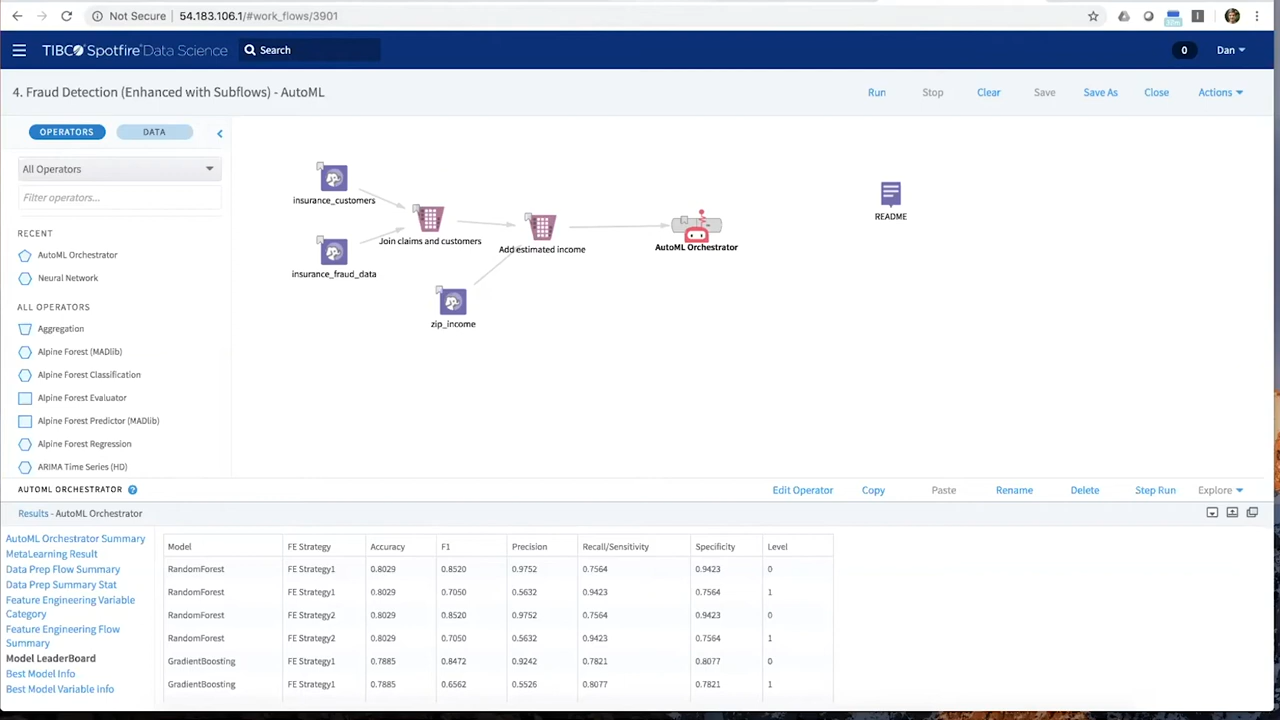 Not Secure 54.183.106.1/#work_flows/3901
TIBCO Spotfire Data Science Search 0 Dan
4. Fraud Detection (Enhanced with Subflows) - AutoML Run Stop Clear Save Save As Close Actions
OPERATORS DATA
All Operators
Filter operators...
RECENT
AutoML Orchestrator
Neural Network
ALL OPERATORS
Aggregation
Alpine Forest (MADlib)
Alpine Forest Classification
Alpine Forest Evaluator
Alpine Forest Predictor (MADlib)
Alpine Forest Regression
ARIMA Time Series (HD)
insurance_customers
insurance_fraud_data
Join claims and customers
zip_income
Add estimated income
AutoML Orchestrator
README
AUTOML ORCHESTRATOR ? Edit Operator Copy Paste Rename Delete Step Run Explore
Results - AutoML Orchestrator
AutoML Orchestrator Summary
MetaLearning Result
Data Prep Flow Summary
Data Prep Summary Stat
Feature Engineering Variable
Category
Feature Engineering Flow
Summary
Model LeaderBoard
Best Model Info
Best Model Variable info
Model FE Strategy Accuracy F1 Precision Recall/Sensitivity Specificity Level
RandomForest FE Strategy1 0.8029 0.8520 0.9752 0.7564 0.9423 0
RandomForest FE Strategy1 0.8029 0.7050 0.5632 0.9423 0.7564 1
RandomForest FE Strategy2 0.8029 0.8520 0.9752 0.7564 0.9423 0
RandomForest FE Strategy2 0.8029 0.7050 0.5632 0.9423 0.7564 1
GradientBoosting FE Strategy1 0.7885 0.8472 0.9242 0.7821 0.8077 0
GradientBoosting FE Strategy1 0.7885 0.6562 0.5526 0.8077 0.7821 1